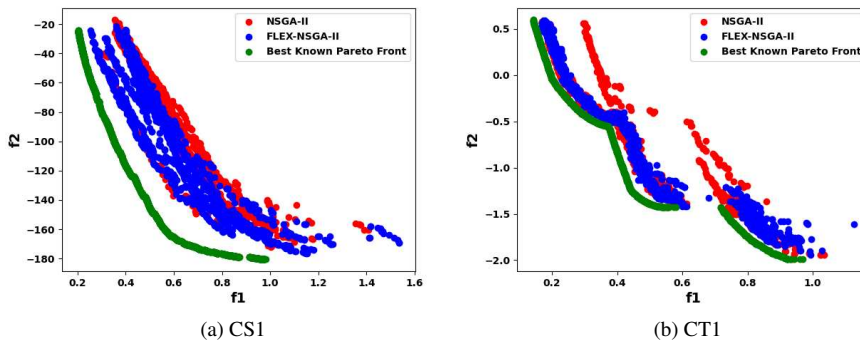 NSGA-II
FLEX-NSGA-II
Best Known Pareto Front
−20
−40
−60
−80
−100
−120
−140
−160
−180
f2
0.2 0.4 0.6 0.8 1.0 1.2 1.4 1.6
f1
(a) CS1
NSGA-II
FLEX-NSGA-II
Best Known Pareto Front
0.5
0.0
−0.5
−1.0
−1.5
−2.0
f2
0.2 0.4 0.6 0.8 1.0
f1
(b) CT1